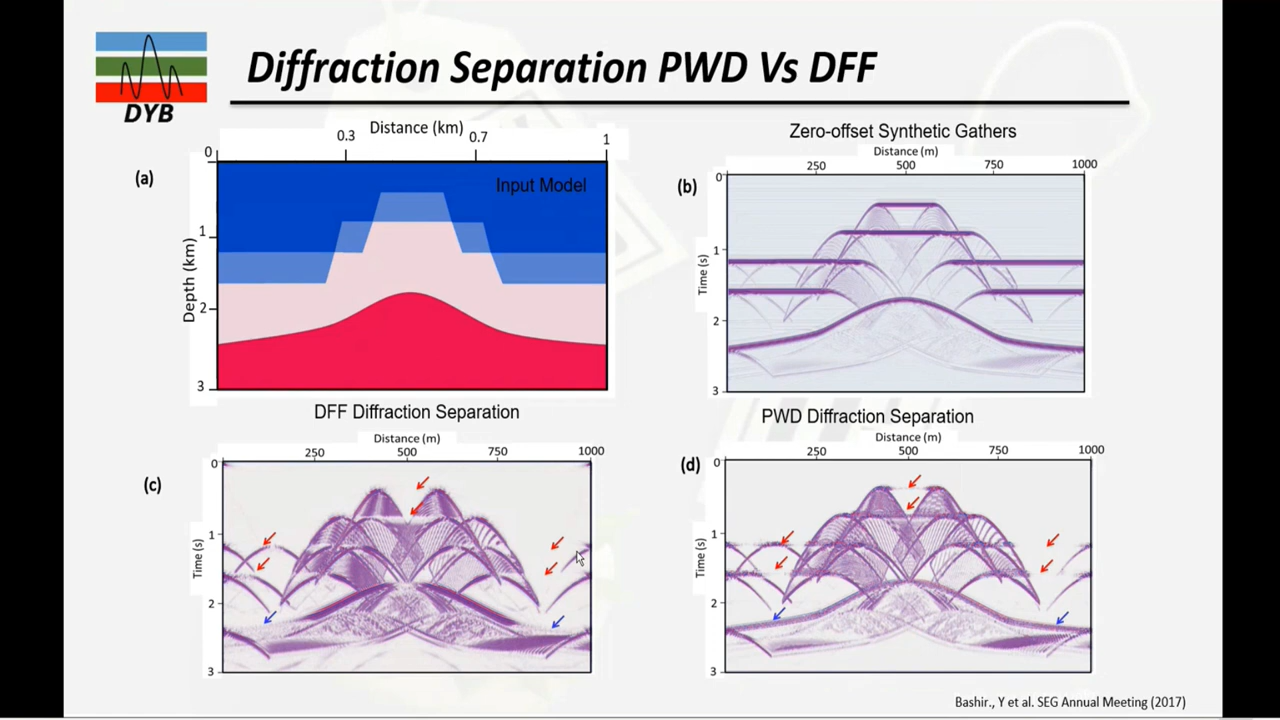 Diffraction Separation PWD Vs DFF
DYB
Distance (km)
0.3
0.7
1
0
(a)
Input Model
1
Depth (km)
2
3
Zero-offset Synthetic Gathers
Distance (m)
250
500
750
1000
0
(b)
1
Time (s)
2
3
DFF Diffraction Separation
Distance (m)
250
500
750
1000
0
(c)
1
Time (s)
2
3
PWD Diffraction Separation
Distance (m)
250
500
750
1000
0
(d)
1
Time (s)
2
3
Bashir., Y et al. SEG Annual Meeting (2017)